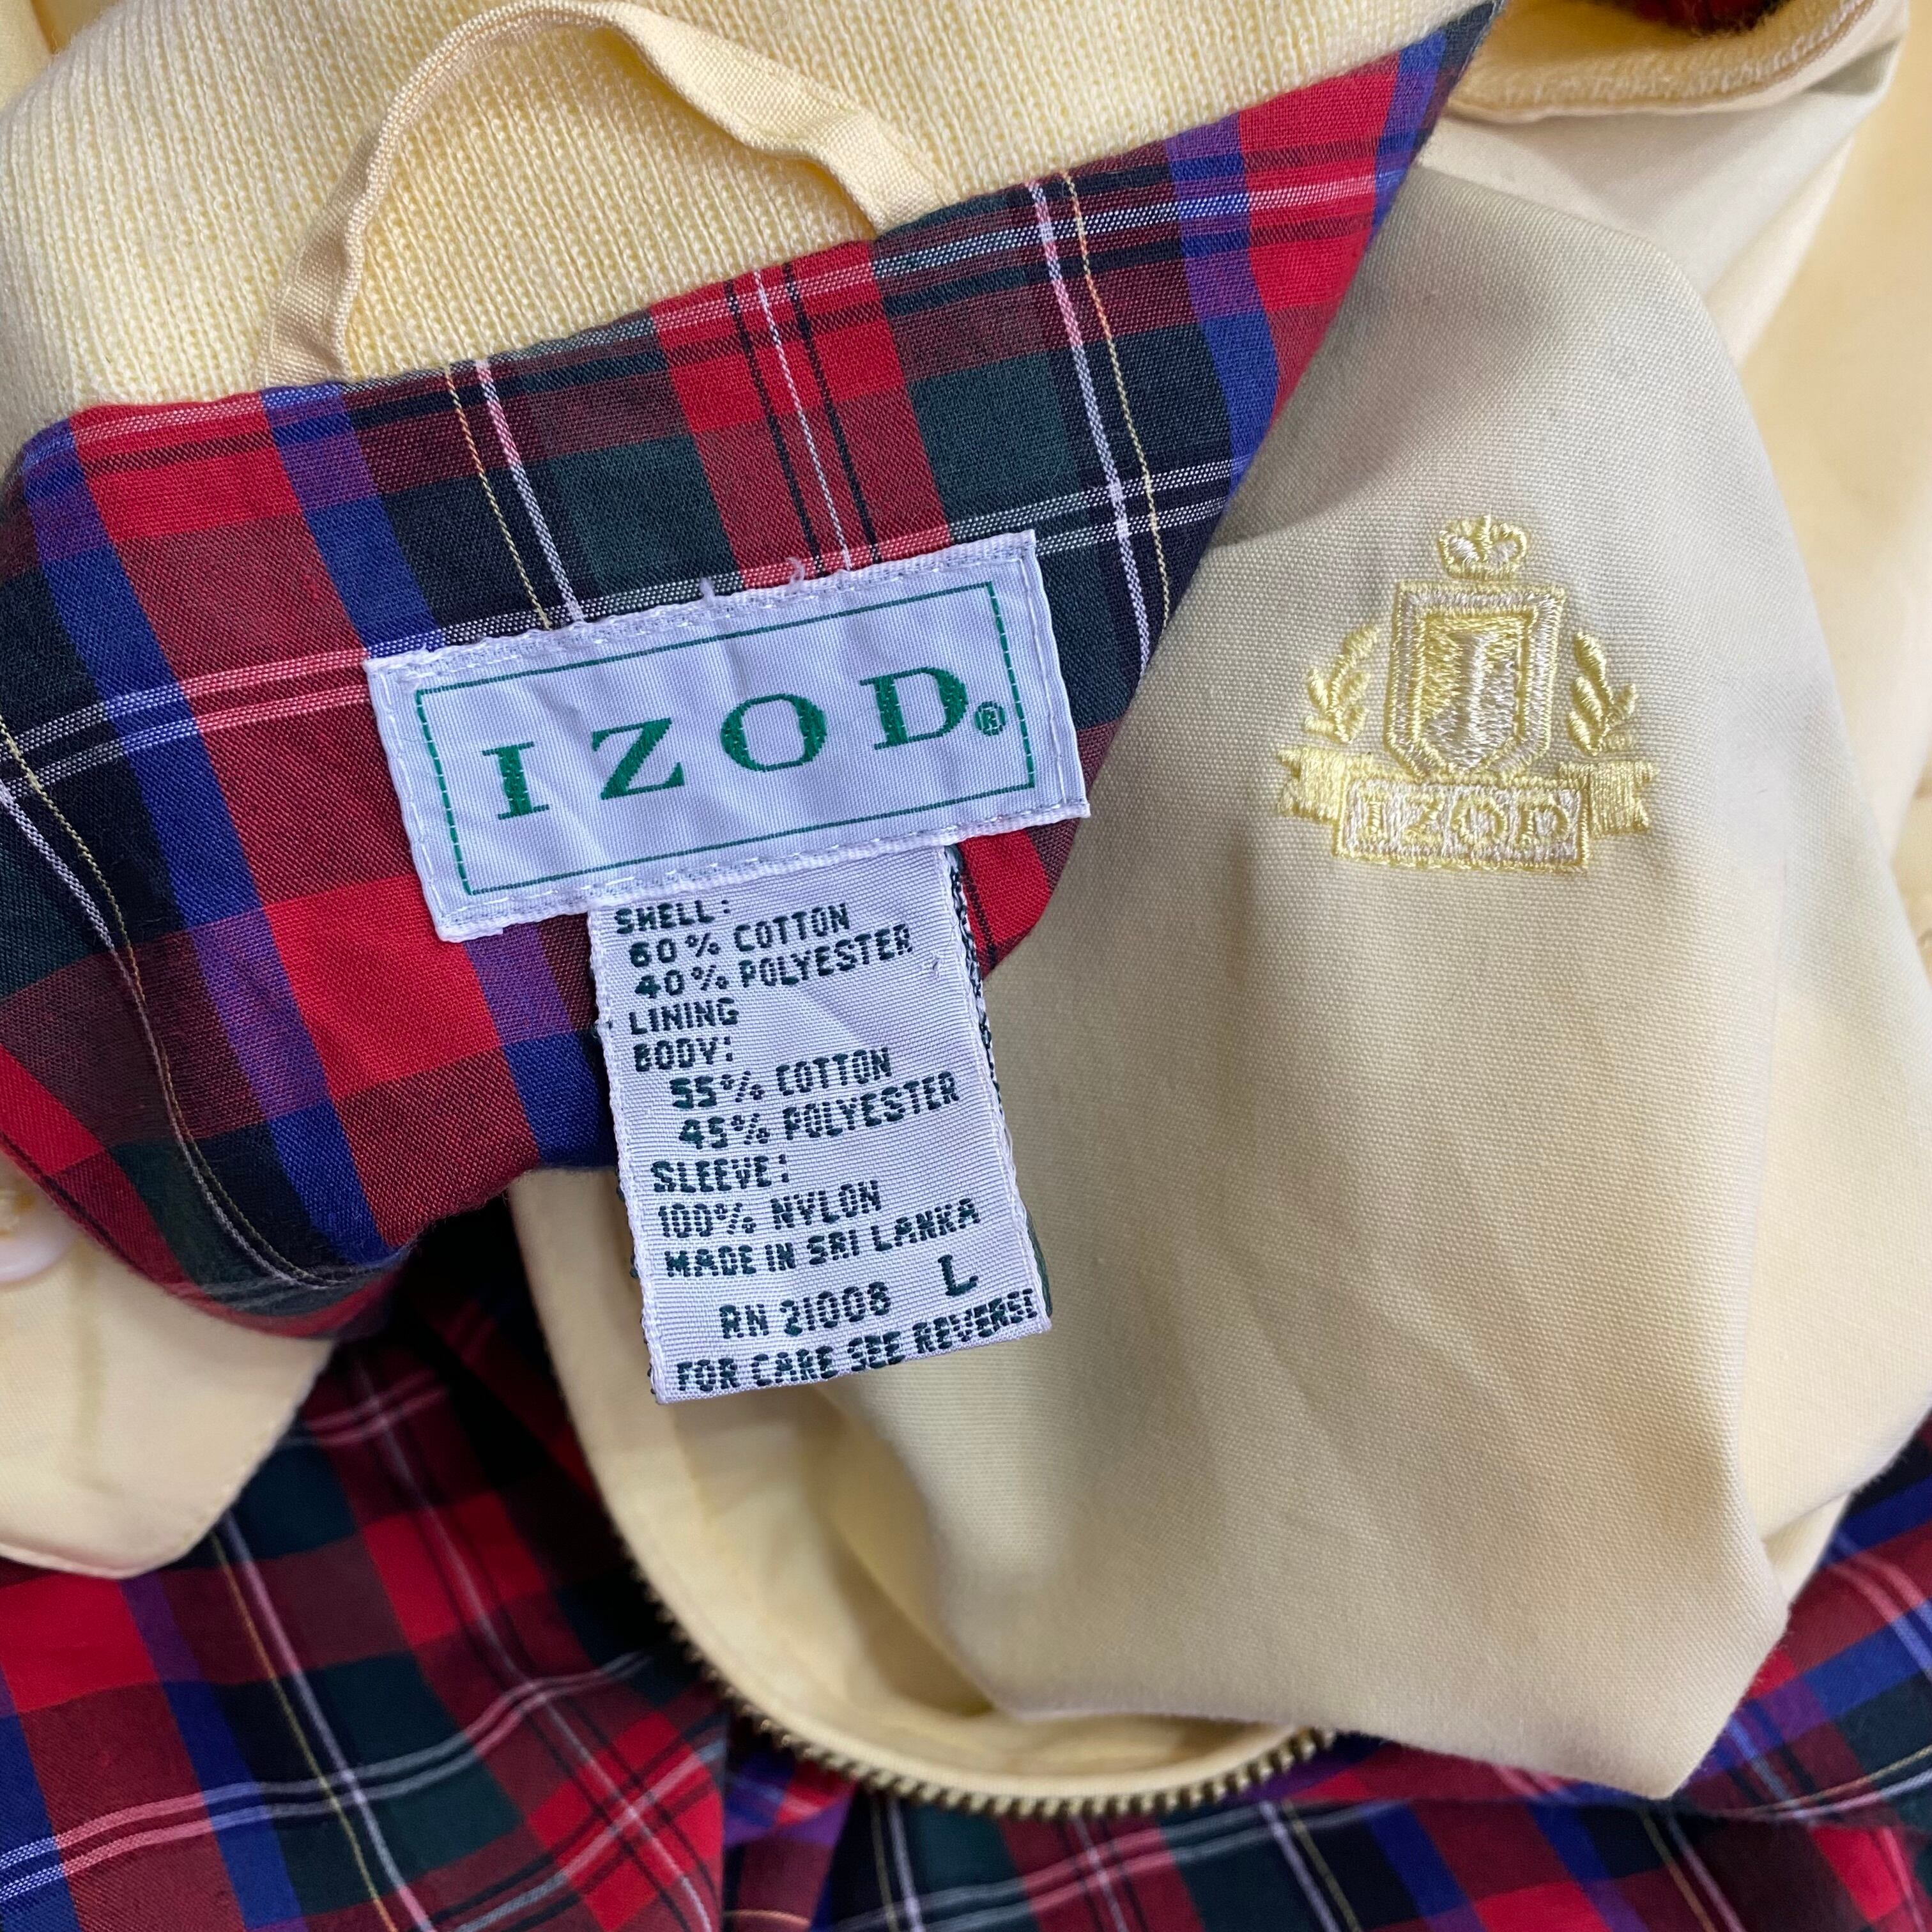 IZOD®
SHELL:
60% COTTON
40% POLYESTER
LINING
BODY:
55% COTTON
45% POLYESTER
SLEEVE:
100% NYLON
MADE IN SRI LANKA
RN 21008 L
FOR CARE SEE REVERSE
I
IZOD